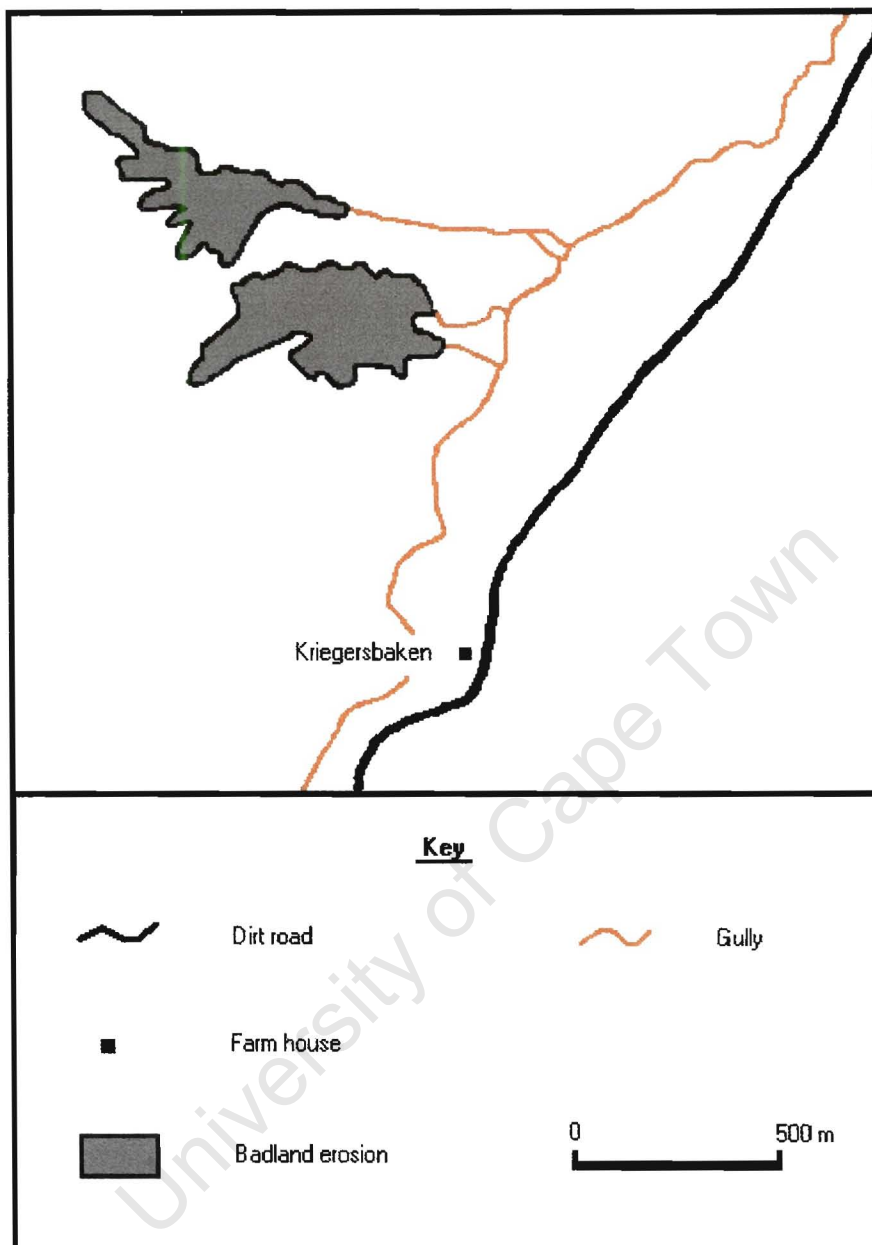 Kriegersbaken
Key
Dirt road
Gully
Farm house
0 500 m
Badland erosion
University of Cape Town